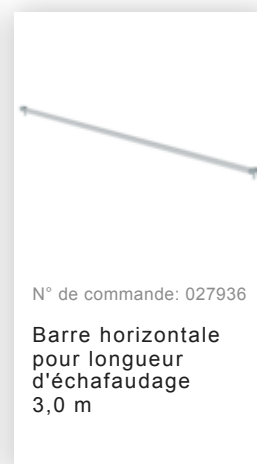 N° de commande: 027936
Barre horizontale
pour longueur
d'échafaudage
3,0 m